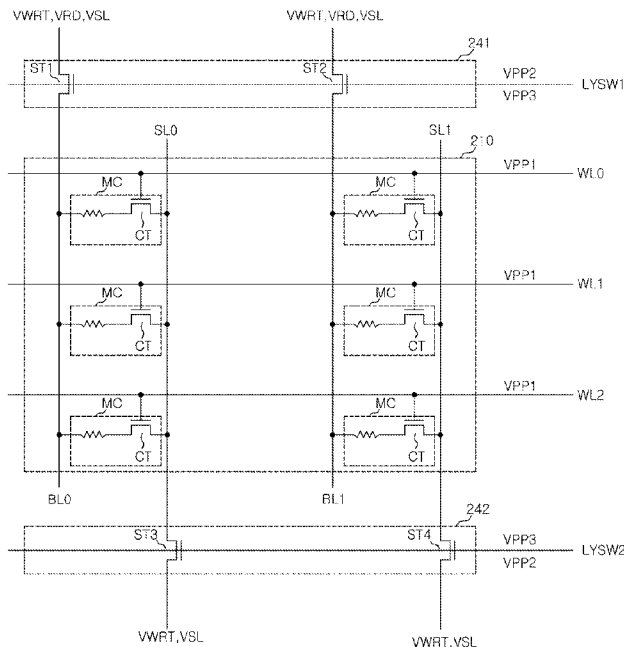 VWRT,VRD,VSL VWRT,VRD,VSL
241
ST1 ST2 VPP2
LYSW1
VPP3
SL0 SL1
210
VPP1
WL0
MC MC
CT CT
VPP1
WL1
MC MC
CT CT
VPP1
WL2
MC MC
CT CT
BL0 BL1
242
ST3 ST4 VPP3
LYSW2
VPP2
VWRT,VSL VWRT,VSL